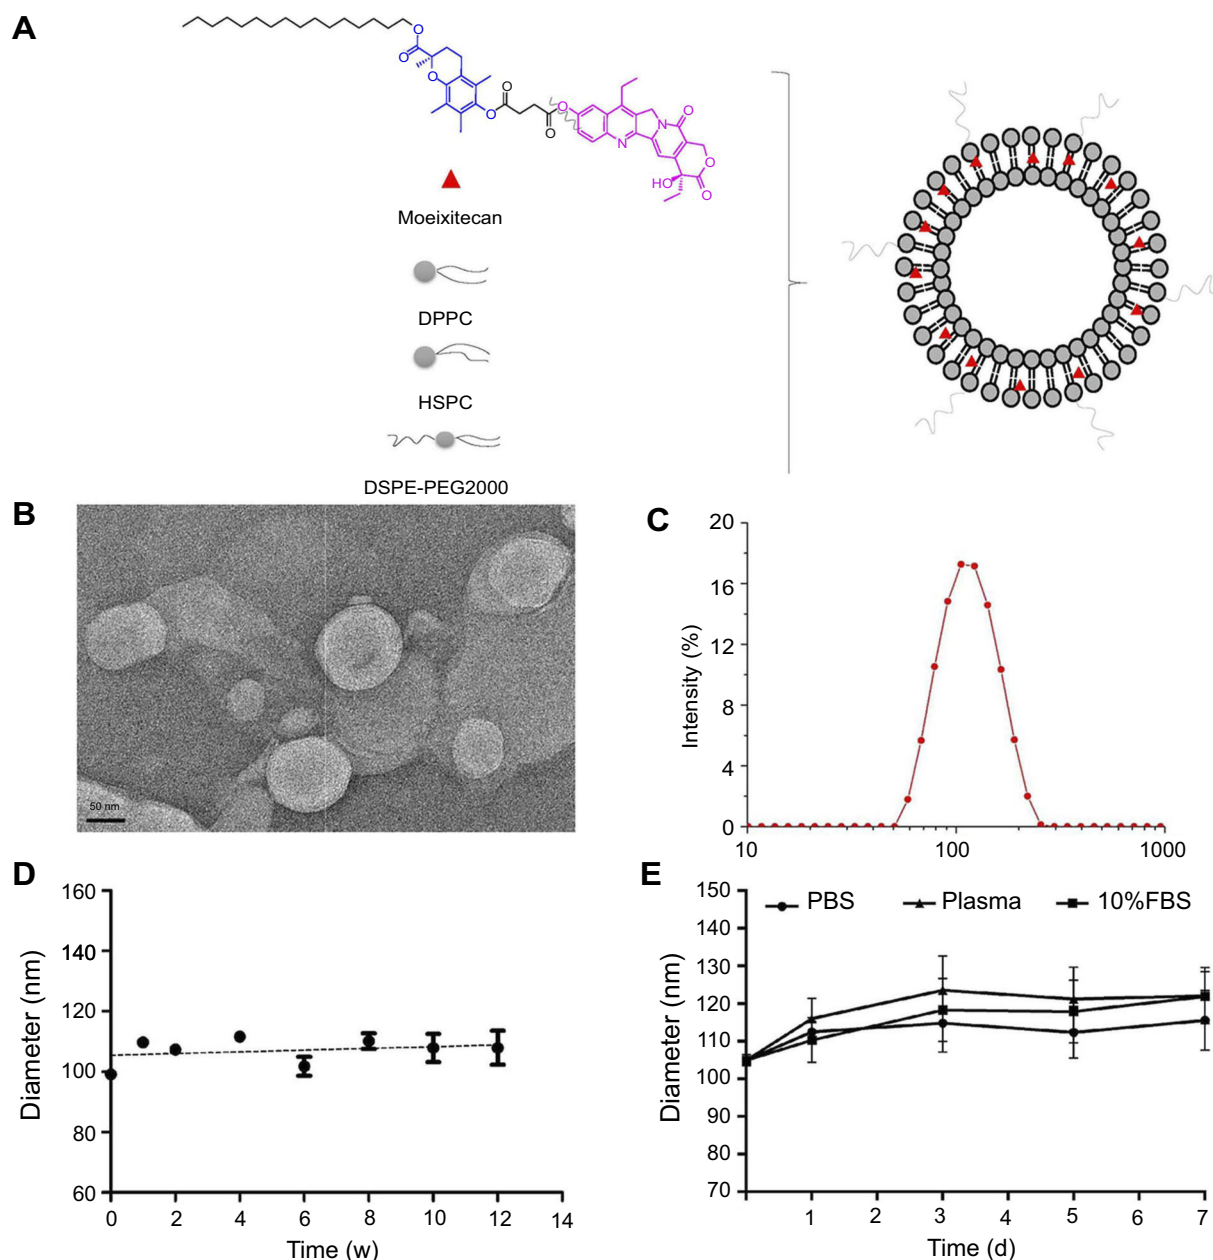 A
O
O
O
O
O
O
O
N
N
O
O
O
HO
Moeixitecan
DPPC
HSPC
DSPE-PEG2000
B
50 nm
C
20
16
12
8
4
0
Intensity (%)
10 100 1000
D
160
140
120
100
80
60
Diameter (nm)
0 2 4 6 8 10 12 14
Time (w)
E
PBS Plasma 10%FBS
150
140
130
120
110
100
90
80
70
Diameter (nm)
1 2 3 4 5 6 7
Time (d)